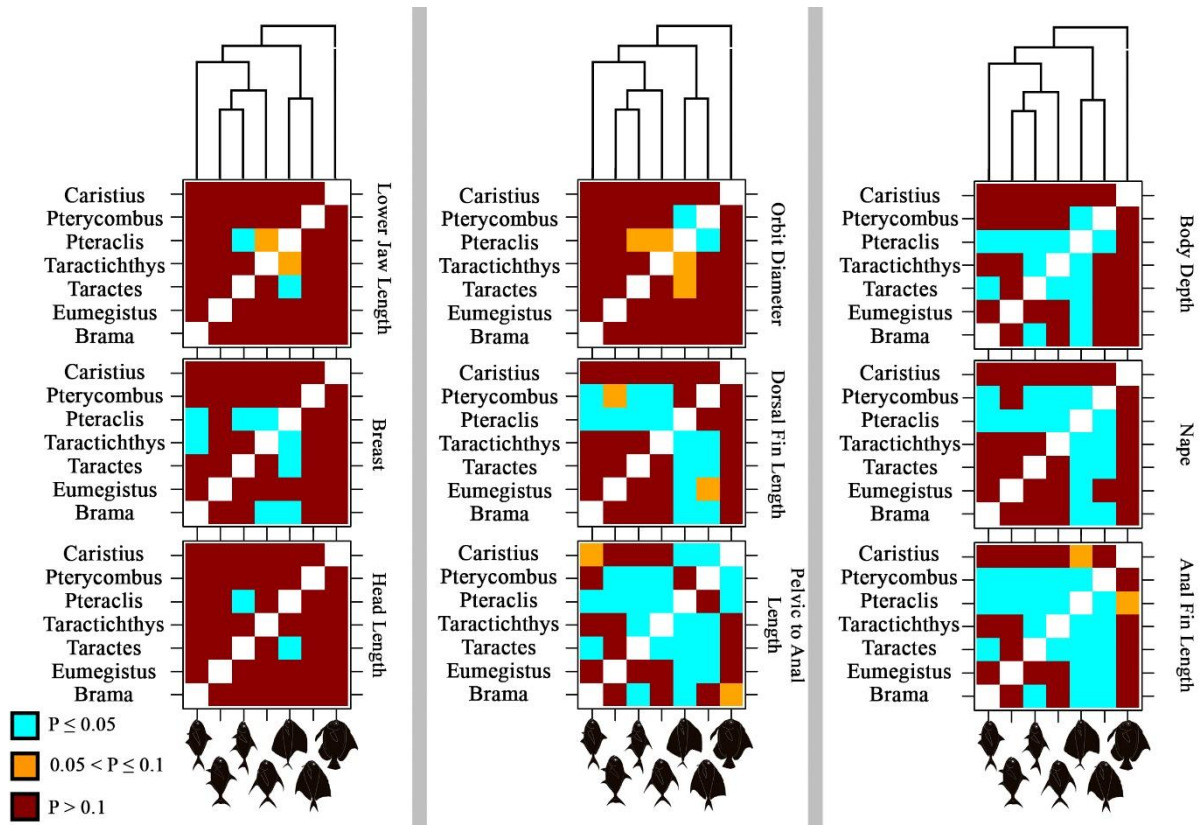 Caristius
Pterycombus
Pteraclis
Taractichthys
Taractes
Eumegistus
Brama
Lower Jaw Length
Caristius
Pterycombus
Pteraclis
Taractichthys
Taractes
Eumegistus
Brama
Breast
Caristius
Pterycombus
Pteraclis
Taractichthys
Taractes
Eumegistus
Brama
Head Length
P ≤ 0.05
0.05 < P ≤ 0.1
P > 0.1
Caristius
Pterycombus
Pteraclis
Taractichthys
Taractes
Eumegistus
Brama
Orbit Diameter
Caristius
Pterycombus
Pteraclis
Taractichthys
Taractes
Eumegistus
Brama
Dorsal Fin Length
Caristius
Pterycombus
Pteraclis
Taractichthys
Taractes
Eumegistus
Brama
Pelvic to Anal
Length
Caristius
Pterycombus
Pteraclis
Taractichthys
Taractes
Eumegistus
Brama
Body Depth
Caristius
Pterycombus
Pteraclis
Taractichthys
Taractes
Eumegistus
Brama
Nape
Caristius
Pterycombus
Pteraclis
Taractichthys
Taractes
Eumegistus
Brama
Anal Fin Length